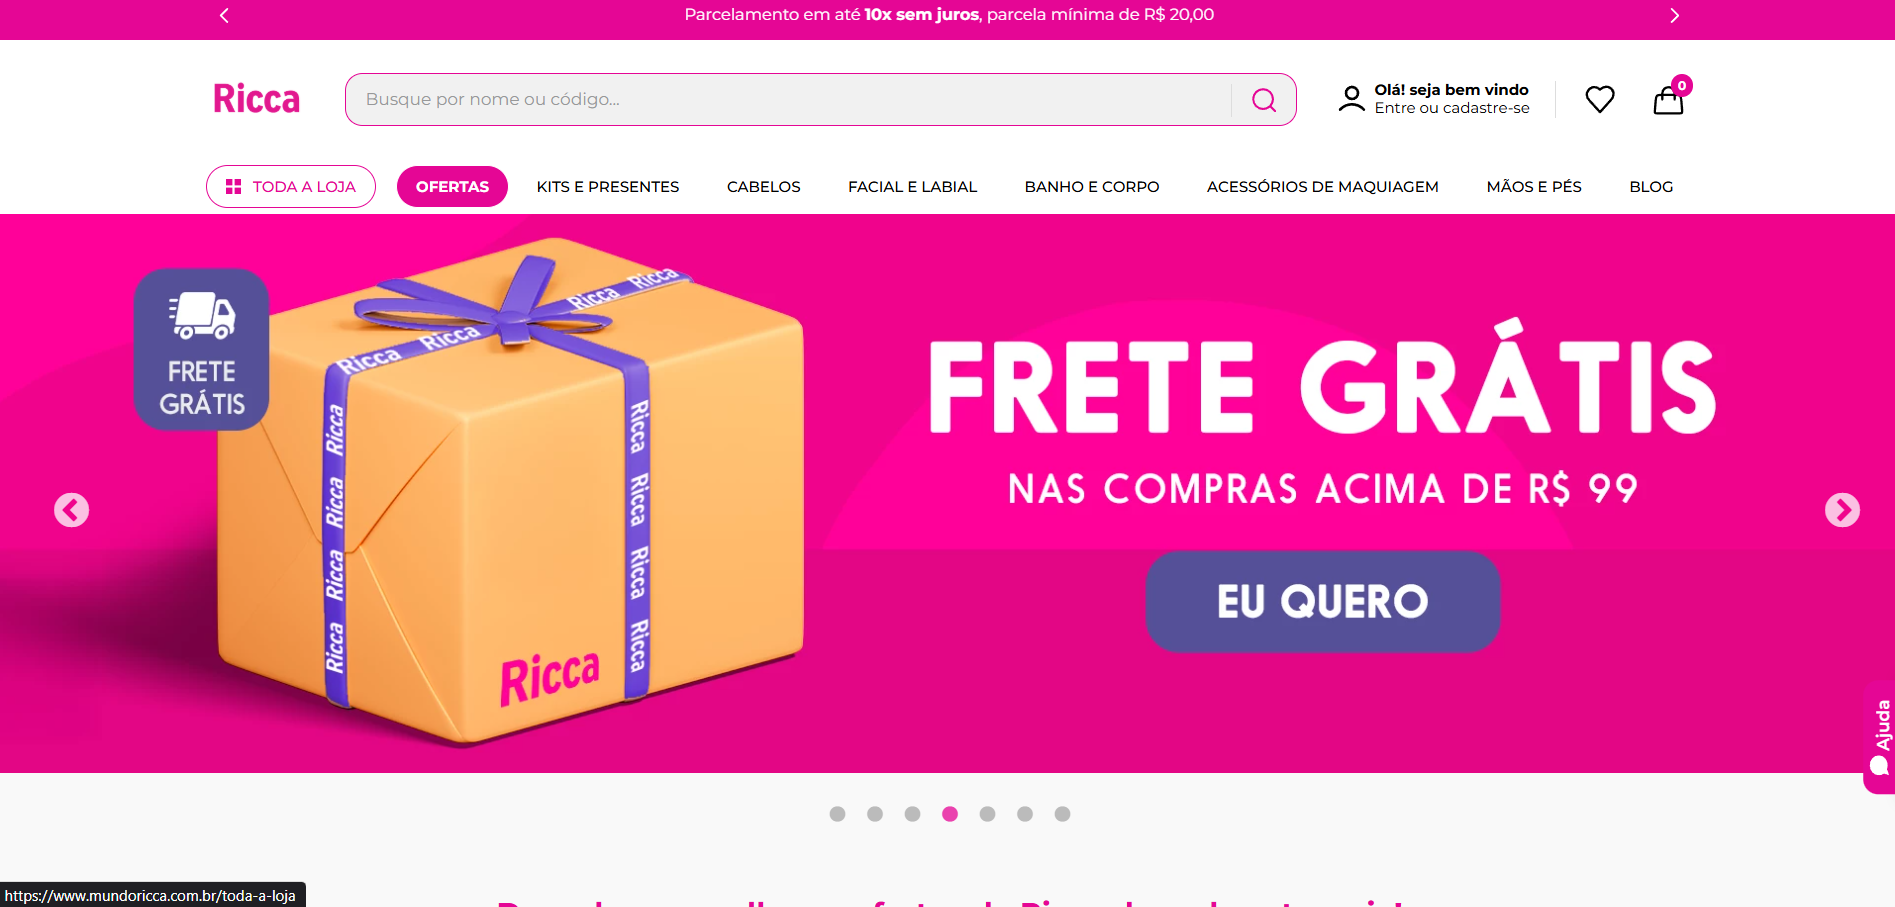 Parcelamento em até 10x sem juros, parcela mínima de R$ 20,00
Ricca
Busque por nome ou código...
Olá! seja bem vindo
Entre ou cadastre-se
0
TODA A LOJA
OFERTAS
KITS E PRESENTES
CABELOS
FACIAL E LABIAL
BANHO E CORPO
ACESSÓRIOS DE MAQUIAGEM
MÃOS E PÉS
BLOG
FRETE
GRÁTIS
Ricca Ricca
Ricca Ricca
Ricca Ricca Ricca Ricca
Ricca Ricca Ricca Ricca
Ricca
FRETE GRÁTIS
NAS COMPRAS ACIMA DE R$ 99
EU QUERO
Ajuda
https://www.mundoricca.com.br/toda-a-loja